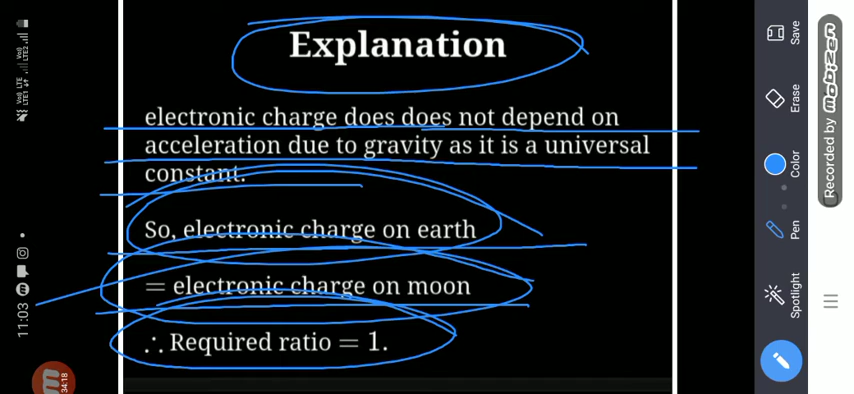 Explanation
electronic charge does does not depend on
acceleration due to gravity as it is a universal
constant.
So, electronic charge on earth
= electronic charge on moon
∴ Required ratio = 1.
Save
Erase
Color
Pen
Spotlight
Recorded by mobizen
11:03
34:18